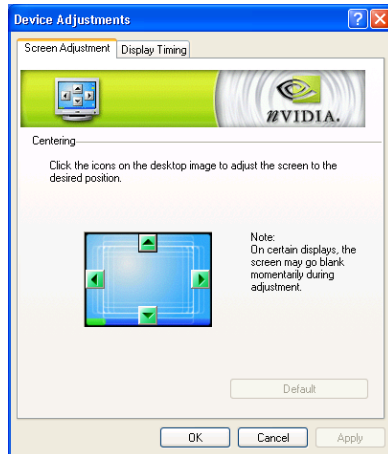 Device Adjustments
Screen Adjustment
Display Timing
nVIDIA.
Centering
Click the icons on the desktop image to adjust the screen to the
desired position.
Note:
On certain displays, the
screen may go blank
momentarily during
adjustment.
Default
OK
Cancel
Apply